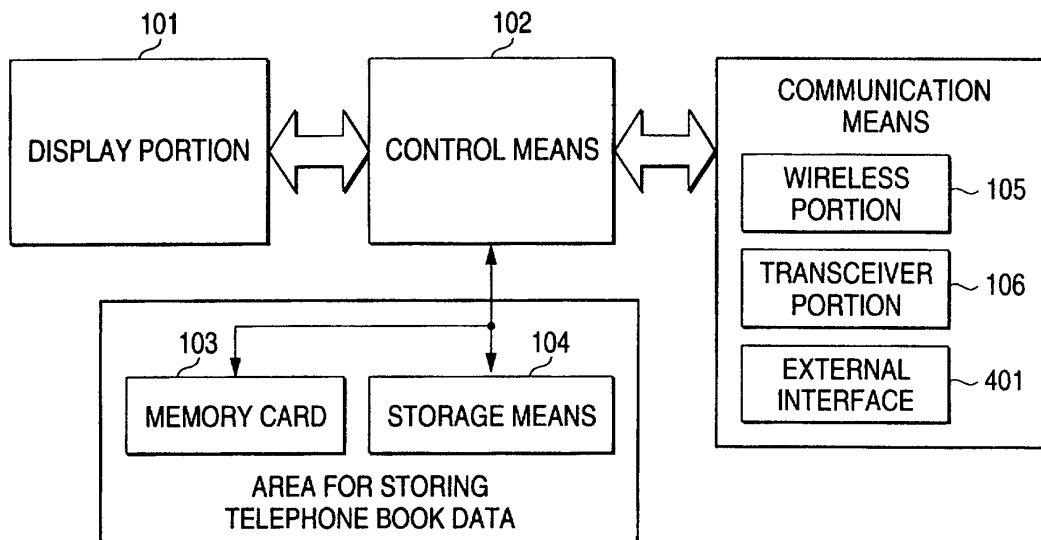 101
DISPLAY PORTION
102
CONTROL MEANS
COMMUNICATION
MEANS
WIRELESS
PORTION
105
TRANSCEIVER
PORTION
106
EXTERNAL
INTERFACE
401
103
MEMORY CARD
104
STORAGE MEANS
AREA FOR STORING
TELEPHONE BOOK DATA